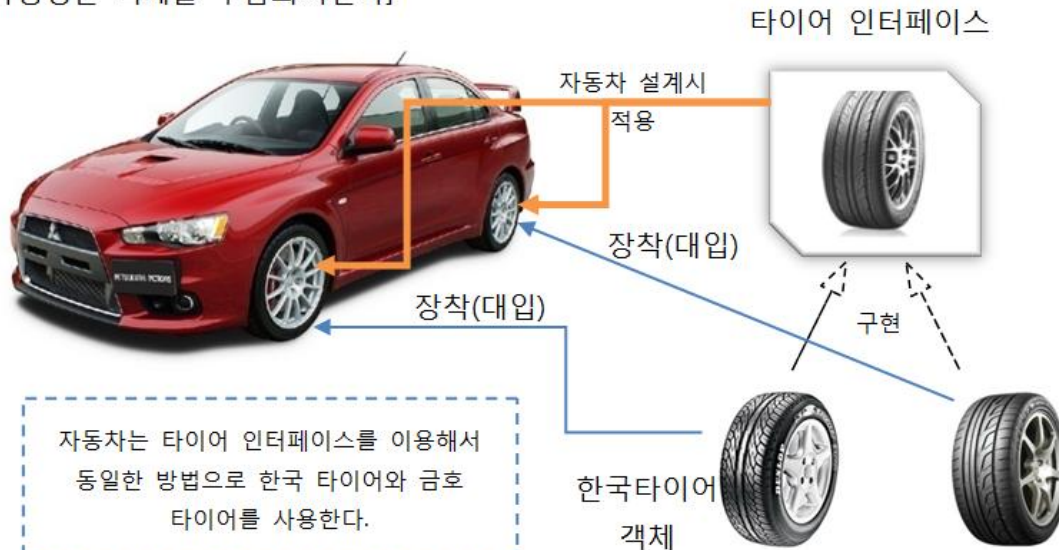 타이어 인터페이스
자동차 설계시
적용
장착(대입)
장착(대입)
구현
자동차는 타이어 인터페이스를 이용해서
동일한 방법으로 한국 타이어와 금호
타이어를 사용한다.
한국타이어
객체